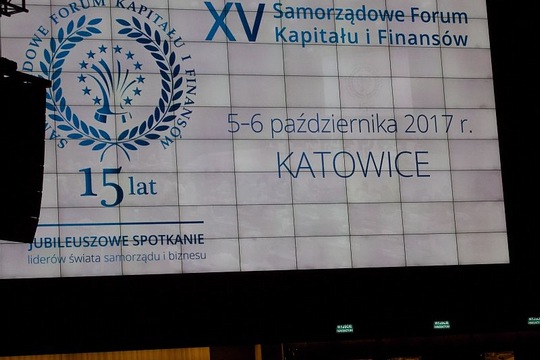 SAMORZĄDOWE FORUM KAPITAŁU I FINANSÓW
XV Samorządowe Forum
Kapitału i Finansów
5-6 października 2017 r.
KATOWICE
15 lat
JUBILEUSZOWE SPOTKANIE
liderów świata samorządu i biznesu